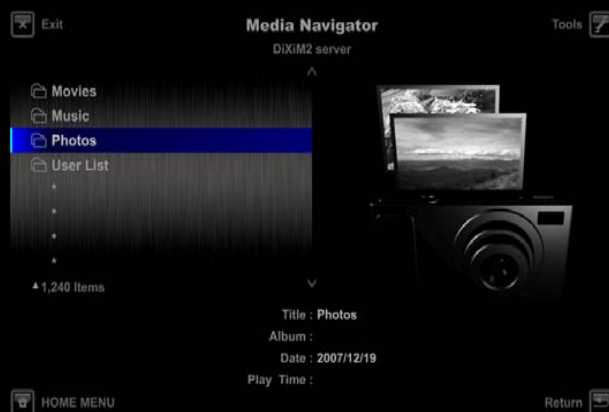 Exit
Media Navigator
Tools
DiXiM2 server
Movies
Music
Photos
User List
*
*
*
*
▲1,240 Items
Title : Photos
Album :
Date : 2007/12/19
Play Time :
HOME MENU
Return